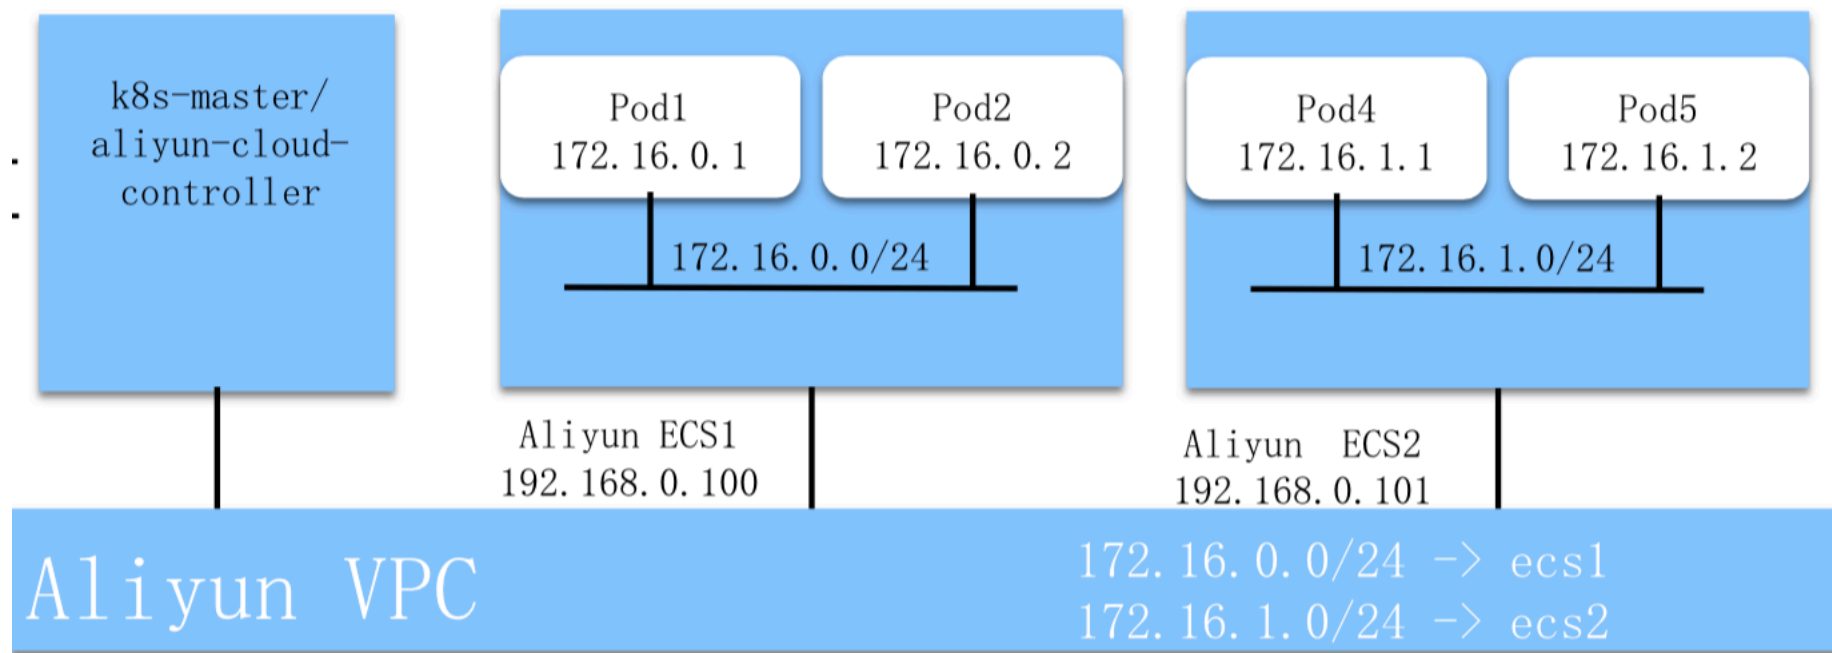 k8s-master/
aliyun-cloud-
controller
Pod1
172.16.0.1
Pod2
172.16.0.2
172.16.0.0/24
Pod4
172.16.1.1
Pod5
172.16.1.2
172.16.1.0/24
Aliyun ECS1
192.168.0.100
Aliyun ECS2
192.168.0.101
Aliyun VPC
172.16.0.0/24 -> ecs1
172.16.1.0/24 -> ecs2